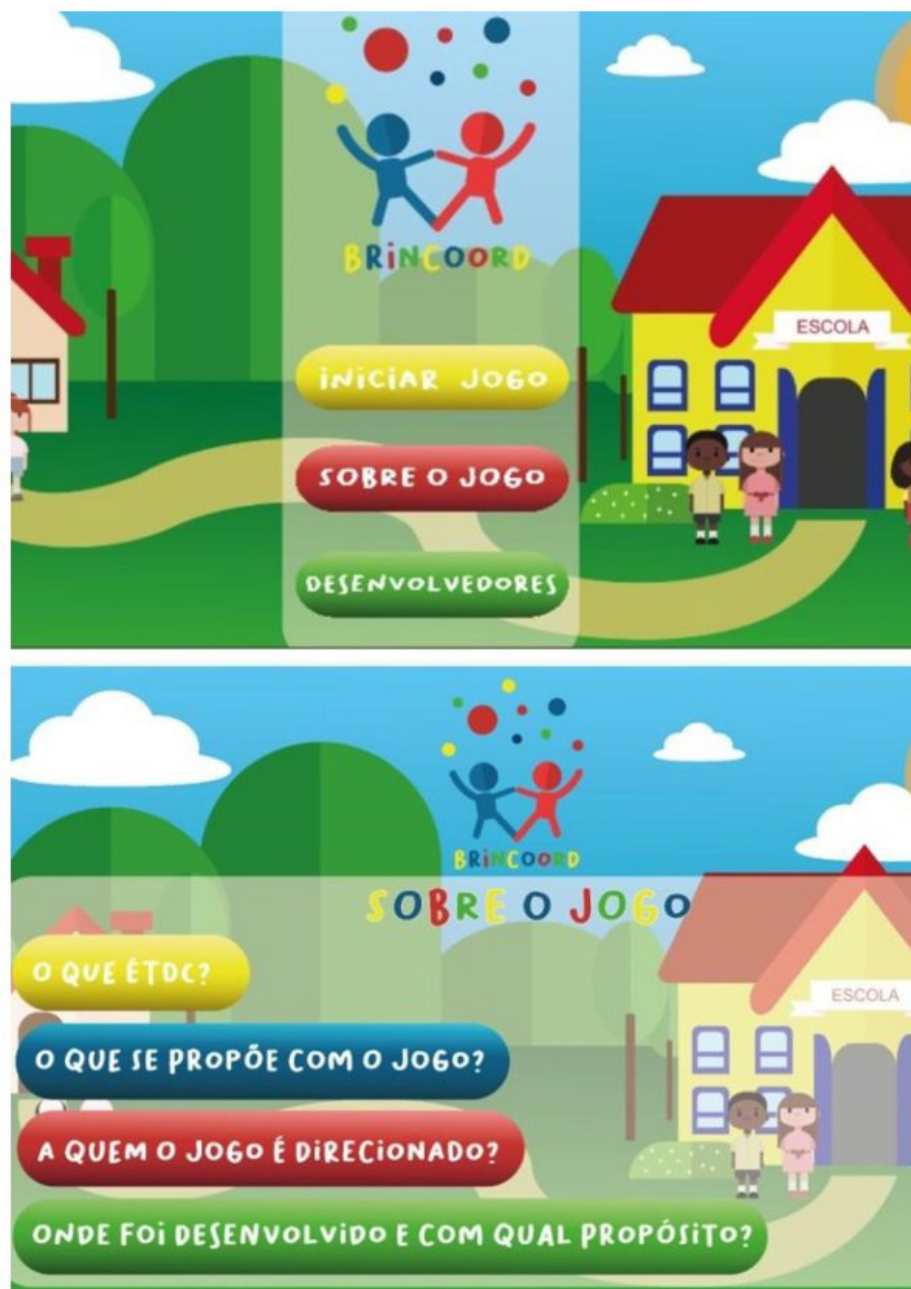 BRINCOORD
INICIAR JOGO
ESCOLA
SOBRE O JOGO
DESENVOLVEDORES
BRINCOORD
SOBRE O JOGO
O QUE ÉTDC?
ESCOLA
O QUE SE PROPÕE COM O JOGO?
A QUEM O JOGO É DIRECIONADO?
ONDE FOI DESENVOLVIDO E COM QUAL PROPÓSITO?